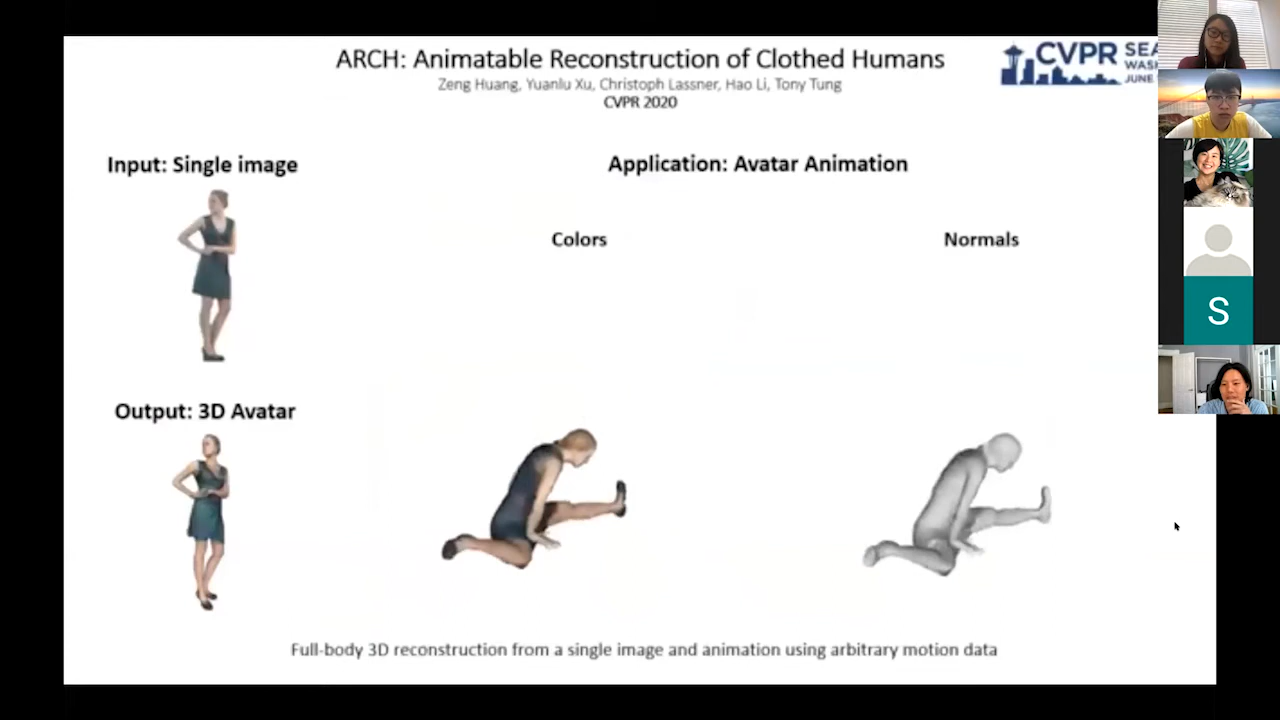 ARCH: Animatable Reconstruction of Clothed Humans
Zeng Huang, Yuanlu Xu, Christoph Lassner, Hao Li, Tony Tung
CVPR 2020
CVPR SEA
WASH
JUNE
Input: Single image
Application: Avatar Animation
Colors
Normals
S
Output: 3D Avatar
Full-body 3D reconstruction from a single image and animation using arbitrary motion data